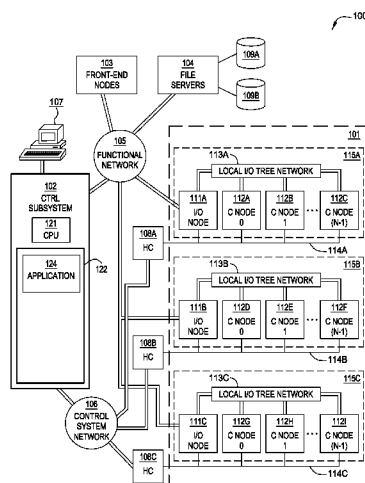 100
103
FRONT-END
NODES
104
FILE
SERVERS
109A
109B
107
105
FUNCTIONAL
NETWORK
101
102
CTRL
SUBSYSTEM
121
CPU
124
APPLICATION
122
113A
115A
LOCAL I/O TREE NETWORK
111A
I/O
NODE
112A
C NODE
0
112B
C NODE
1
...
112C
C NODE
{N-1}
108A
HC
114A
113B
115B
LOCAL I/O TREE NETWORK
111B
I/O
NODE
112D
C NODE
0
112E
C NODE
1
...
112F
C NODE
{N-1}
108B
HC
114B
113C
115C
LOCAL I/O TREE NETWORK
111C
I/O
NODE
112G
C NODE
0
112H
C NODE
1
...
112I
C NODE
{N-1}
106
CONTROL
SYSTEM
NETWORK
108C
HC
114C